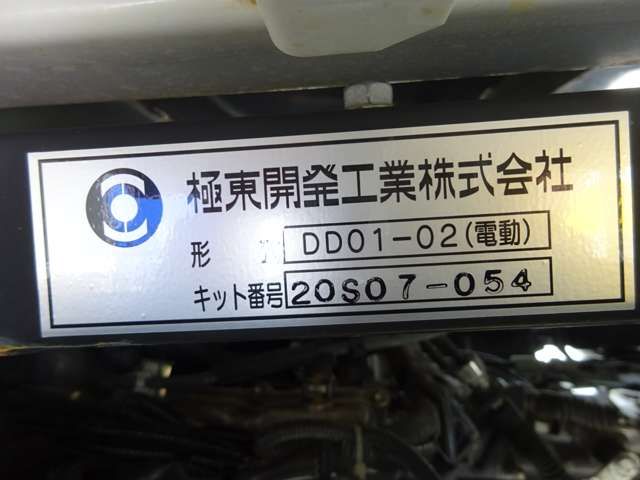 極東開発工業株式会社
形 DD01-02(電動)
キット番号 20S07-054